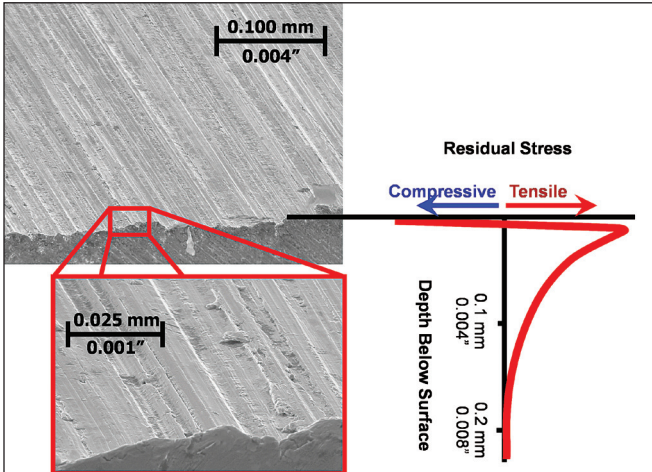 0.100 mm
0.004"
Residual Stress
Compressive
Tensile
0.025 mm
0.001"
Depth Below Surface
0.1 mm
0.004"
0.2 mm
0.008"